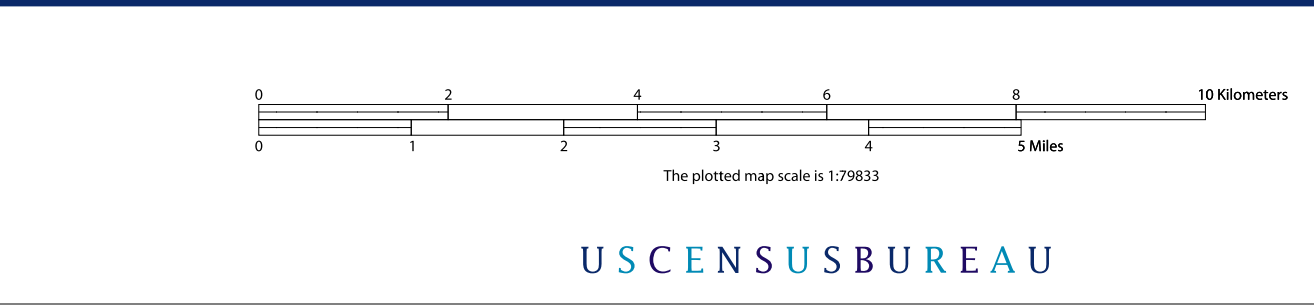 0 2 4 6 8 10 Kilometers
0 1 2 3 4 5 Miles
The plotted map scale is 1:79833
USCENSUSBUREAU